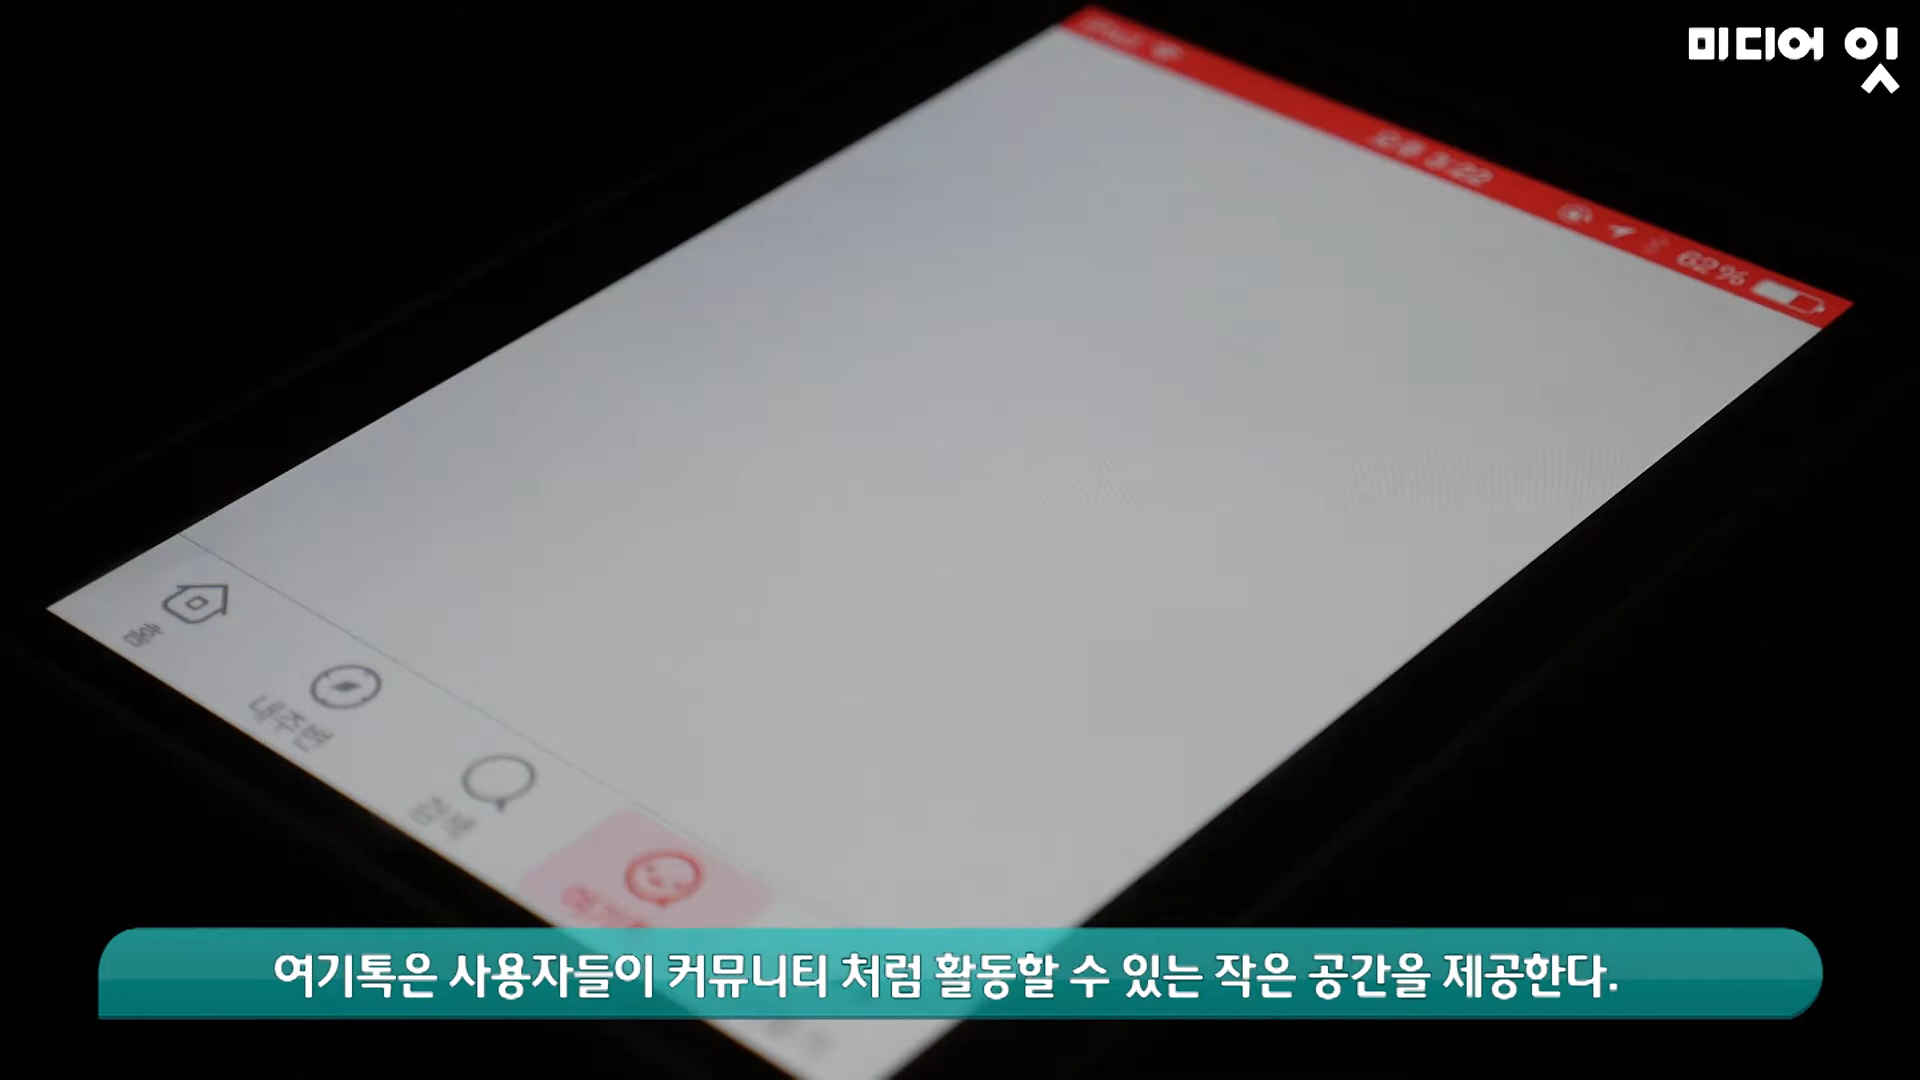 미디어 잇
오후 3:22
62%
홈
내주변
검색
여기톡은 사용자들이 커뮤니티 처럼 활동할 수 있는 작은 공간을 제공한다.